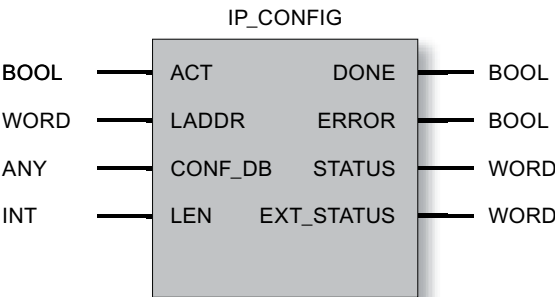 IP_CONFIG
BOOL ACT DONE BOOL
WORD LADDR ERROR BOOL
ANY CONF_DB STATUS WORD
INT LEN EXT_STATUS WORD